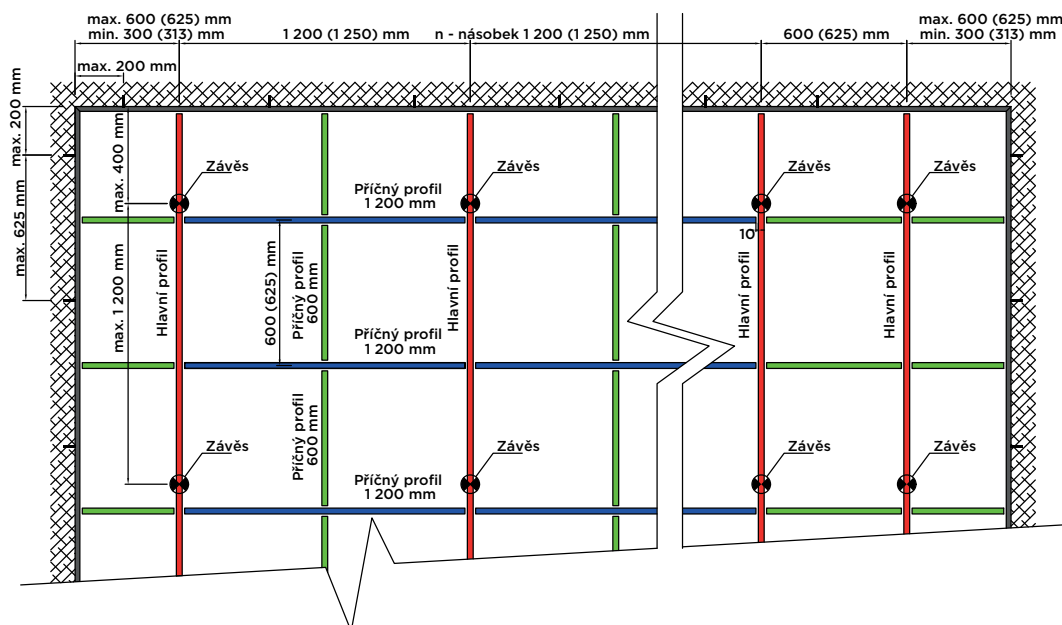 max. 600 (625) mm
min. 300 (313) mm
1 200 (1 250) mm
n - násobek 1 200 (1 250) mm
600 (625) mm
max. 600 (625) mm
min. 300 (313) mm
max. 200 mm
max. 200 mm
max. 625 mm
max. 400 mm
max. 1 200 mm
Závěs
Závěs
Závěs
Závěs
Příčný profil
1 200 mm
10
Hlavní profil
600 (625) mm
Příčný profil
600 mm
Hlavní profil
Hlavní profil
Hlavní profil
Příčný profil
1 200 mm
Příčný profil
600 mm
Závěs
Závěs
Závěs
Závěs
Příčný profil
1 200 mm